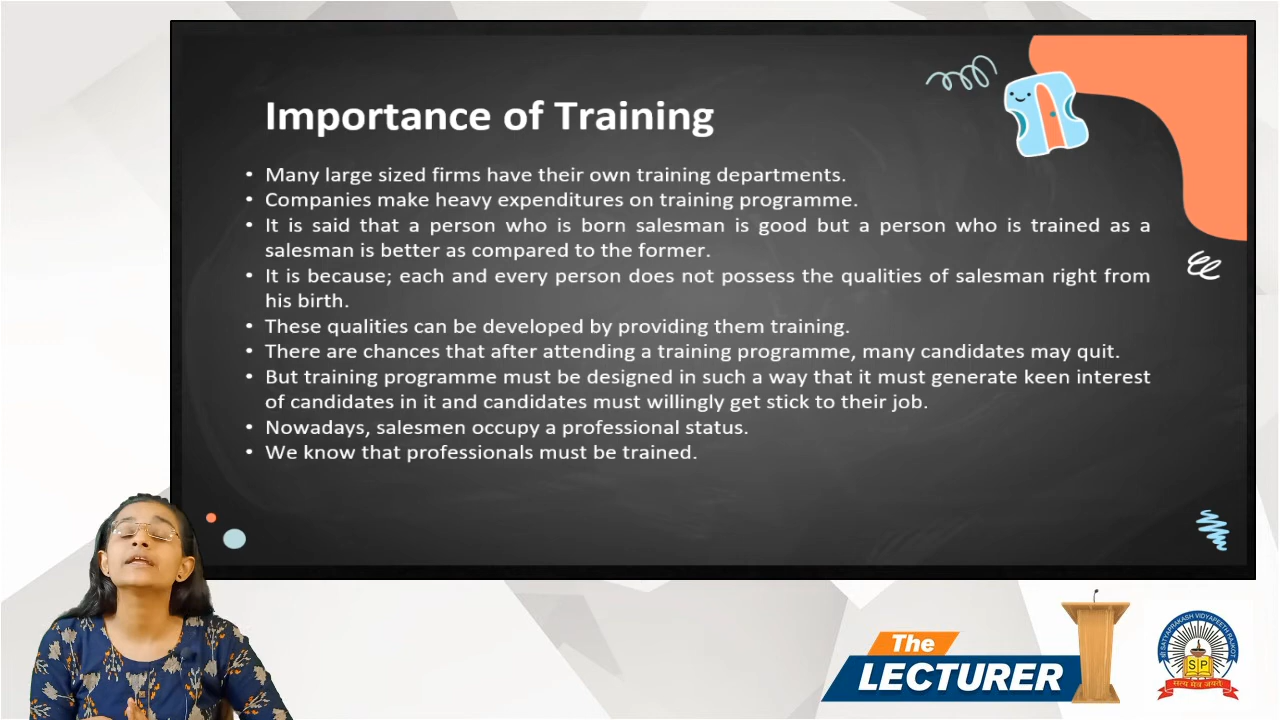 Importance of Training
• Many large sized firms have their own training departments.
• Companies make heavy expenditures on training programme.
• It is said that a person who is born salesman is good but a person who is trained as a
salesman is better as compared to the former.
• It is because; each and every person does not possess the qualities of salesman right from
his birth.
• These qualities can be developed by providing them training.
• There are chances that after attending a training programme, many candidates may quit.
• But training programme must be designed in such a way that it must generate keen interest
of candidates in it and candidates must willingly get stick to their job.
• Nowadays, salesmen occupy a professional status.
• We know that professionals must be trained.
The
LECTURER
SATYAPRAKASH VIDYAPEETH RAJKOT
S P
सत्य मेव जयते